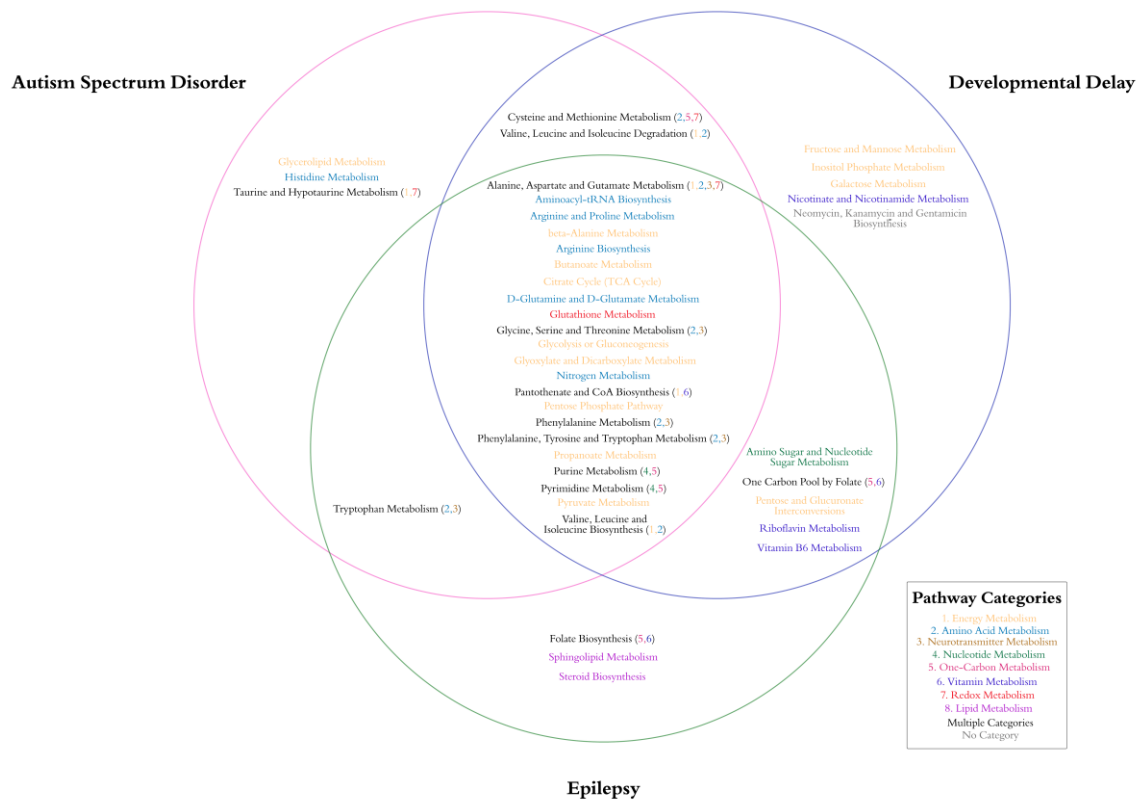 Autism Spectrum Disorder
Developmental Delay
Cysteine and Methionine Metabolism (2,5,7)
Valine, Leucine and Isoleucine Degradation (1,2)
Glycerolipid Metabolism
Histidine Metabolism
Taurine and Hypotaurine Metabolism (1,7)
Fructose and Mannose Metabolism
Inositol Phosphate Metabolism
Galactose Metabolism
Nicotinate and Nicotinamide Metabolism
Neomycin, Kanamycin and Gentamicin
Biosynthesis
Alanine, Aspartate and Gutamate Metabolism (1,2,3,7)
Aminoacyl-tRNA Biosynthesis
Arginine and Proline Metabolism
beta-Alanine Metabolism
Arginine Biosynthesis
Butanoate Metabolism
Citrate Cycle (TCA Cycle)
D-Glutamine and D-Glutamate Metabolism
Glutathione Metabolism
Glycine, Serine and Threonine Metabolism (2,3)
Glycolysis or Gluconeogenesis
Glyoxylate and Dicarboxylate Metabolism
Nitrogen Metabolism
Pantothenate and CoA Biosynthesis (1,6)
Pentose Phosphate Pathway
Phenylalanine Metabolism (2,3)
Phenylalanine, Tyrosine and Tryptophan Metabolism (2,3)
Propanoate Metabolism
Purine Metabolism (4,5)
Pyrimidine Metabolism (4,5)
Pyruvate Metabolism
Valine, Leucine and
Isoleucine Biosynthesis (1,2)
Tryptophan Metabolism (2,3)
Amino Sugar and Nucleotide
Sugar Metabolism
One Carbon Pool by Folate (5,6)
Pentose and Glucuronate
Interconversions
Riboflavin Metabolism
Vitamin B6 Metabolism
Folate Biosynthesis (5,6)
Sphingolipid Metabolism
Steroid Biosynthesis
Pathway Categories
1. Energy Metabolism
2. Amino Acid Metabolism
3. Neurotransmitter Metabolism
4. Nucleotide Metabolism
5. One-Carbon Metabolism
6. Vitamin Metabolism
7. Redox Metabolism
8. Lipid Metabolism
Multiple Categories
No Category
Epilepsy